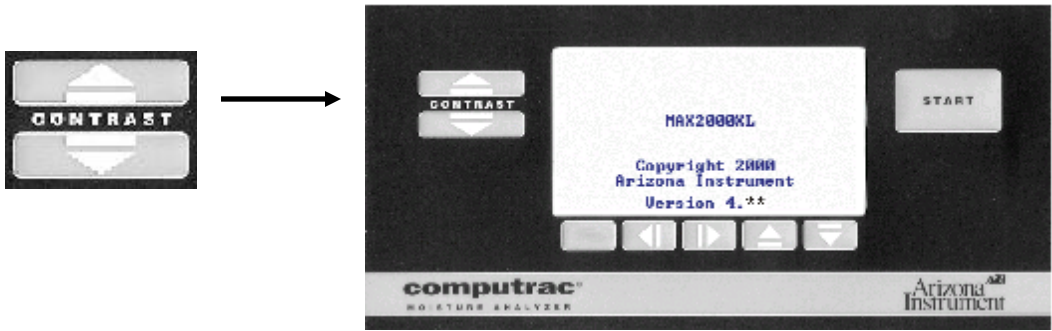 CONTRAST
CONTRAST
MAX2000XL
Copyright 2000
Arizona Instrument
Version 4.**
START
computrac
MOISTURE ANALYZER
Arizona
Instrument